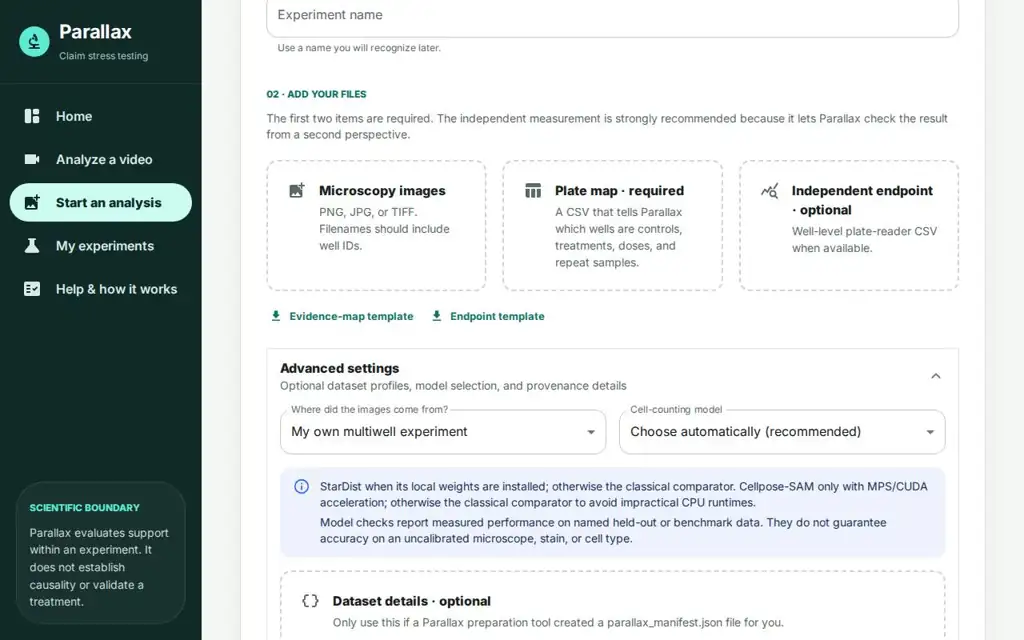 Parallax
Claim stress testing
Home
Analyze a video
Start an analysis
My experiments
Help & how it works
SCIENTIFIC BOUNDARY
Parallax evaluates support
within an experiment. It
does not establish
causality or validate a
treatment.
Experiment name
Use a name you will recognize later.
02 · ADD YOUR FILES
The first two items are required. The independent measurement is strongly recommended because it lets Parallax check the result
from a second perspective.
Microscopy images
PNG, JPG, or TIFF.
Filenames should include
well IDs.
Plate map · required
A CSV that tells Parallax
which wells are controls,
treatments, doses, and
repeat samples.
Independent endpoint
· optional
Well-level plate-reader CSV
when available.
Evidence-map template
Endpoint template
Advanced settings
Optional dataset profiles, model selection, and provenance details
Where did the images come from?
My own multiwell experiment
Cell-counting model
Choose automatically (recommended)
StarDist when its local weights are installed; otherwise the classical comparator. Cellpose-SAM only with MPS/CUDA
acceleration; otherwise the classical comparator to avoid impractical CPU runtimes.
Model checks report measured performance on named held-out or benchmark data. They do not guarantee
accuracy on an uncalibrated microscope, stain, or cell type.
Dataset details · optional
Only use this if a Parallax preparation tool created a parallax_manifest.json file for you.